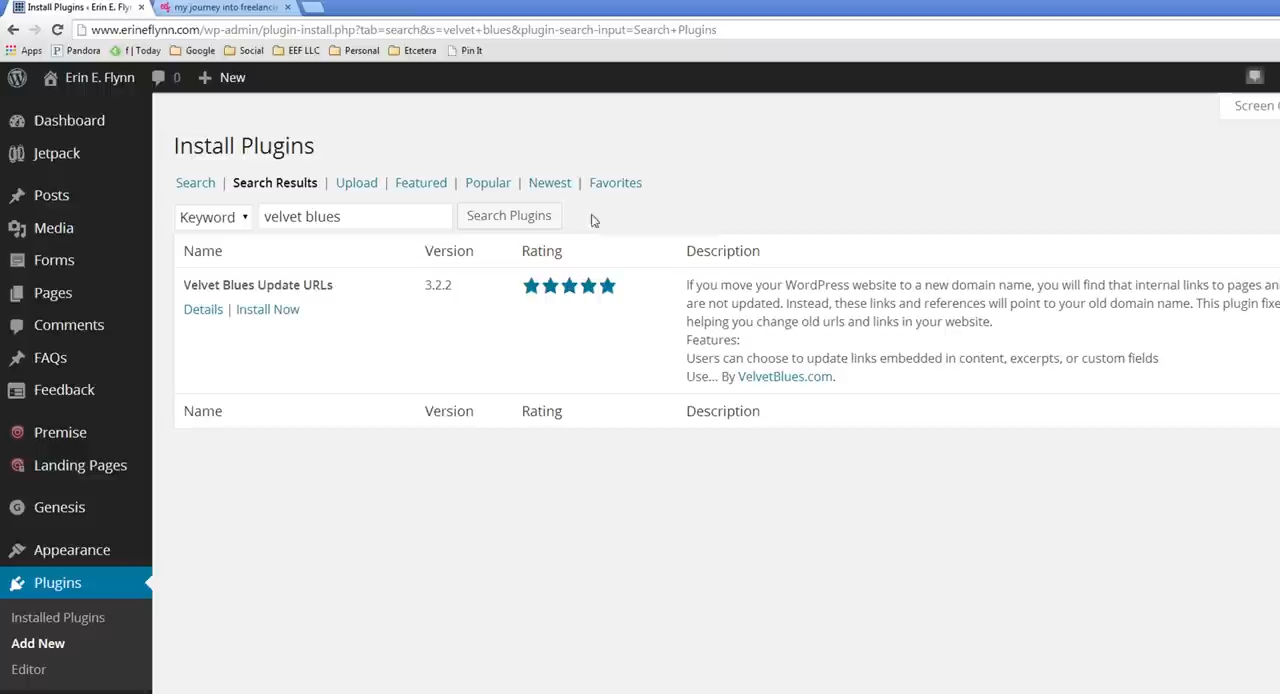 Install Plugins ‹ Erin E. Fly
my journey into freelancin
www.erineflynn.com/wp-admin/plugin-install.php?tab=search&s=velvet+blues&plugin-search-input=Search+Plugins
Apps Pandora f | Today Google Social EEF LLC Personal Etcetera Pin It
Erin E. Flynn 0 New
Screen
Dashboard
Jetpack
Posts
Media
Forms
Pages
Comments
FAQs
Feedback
Premise
Landing Pages
Genesis
Appearance
Plugins
Installed Plugins
Add New
Editor
Install Plugins
Search | Search Results | Upload | Featured | Popular | Newest | Favorites
Keyword velvet blues Search Plugins
Name Version Rating Description
Velvet Blues Update URLs 3.2.2 If you move your WordPress website to a new domain name, you will find that internal links to pages an
are not updated. Instead, these links and references will point to your old domain name. This plugin fixe
Details | Install Now
helping you change old urls and links in your website.
Features:
Users can choose to update links embedded in content, excerpts, or custom fields
Use... By VelvetBlues.com.
Name Version Rating Description